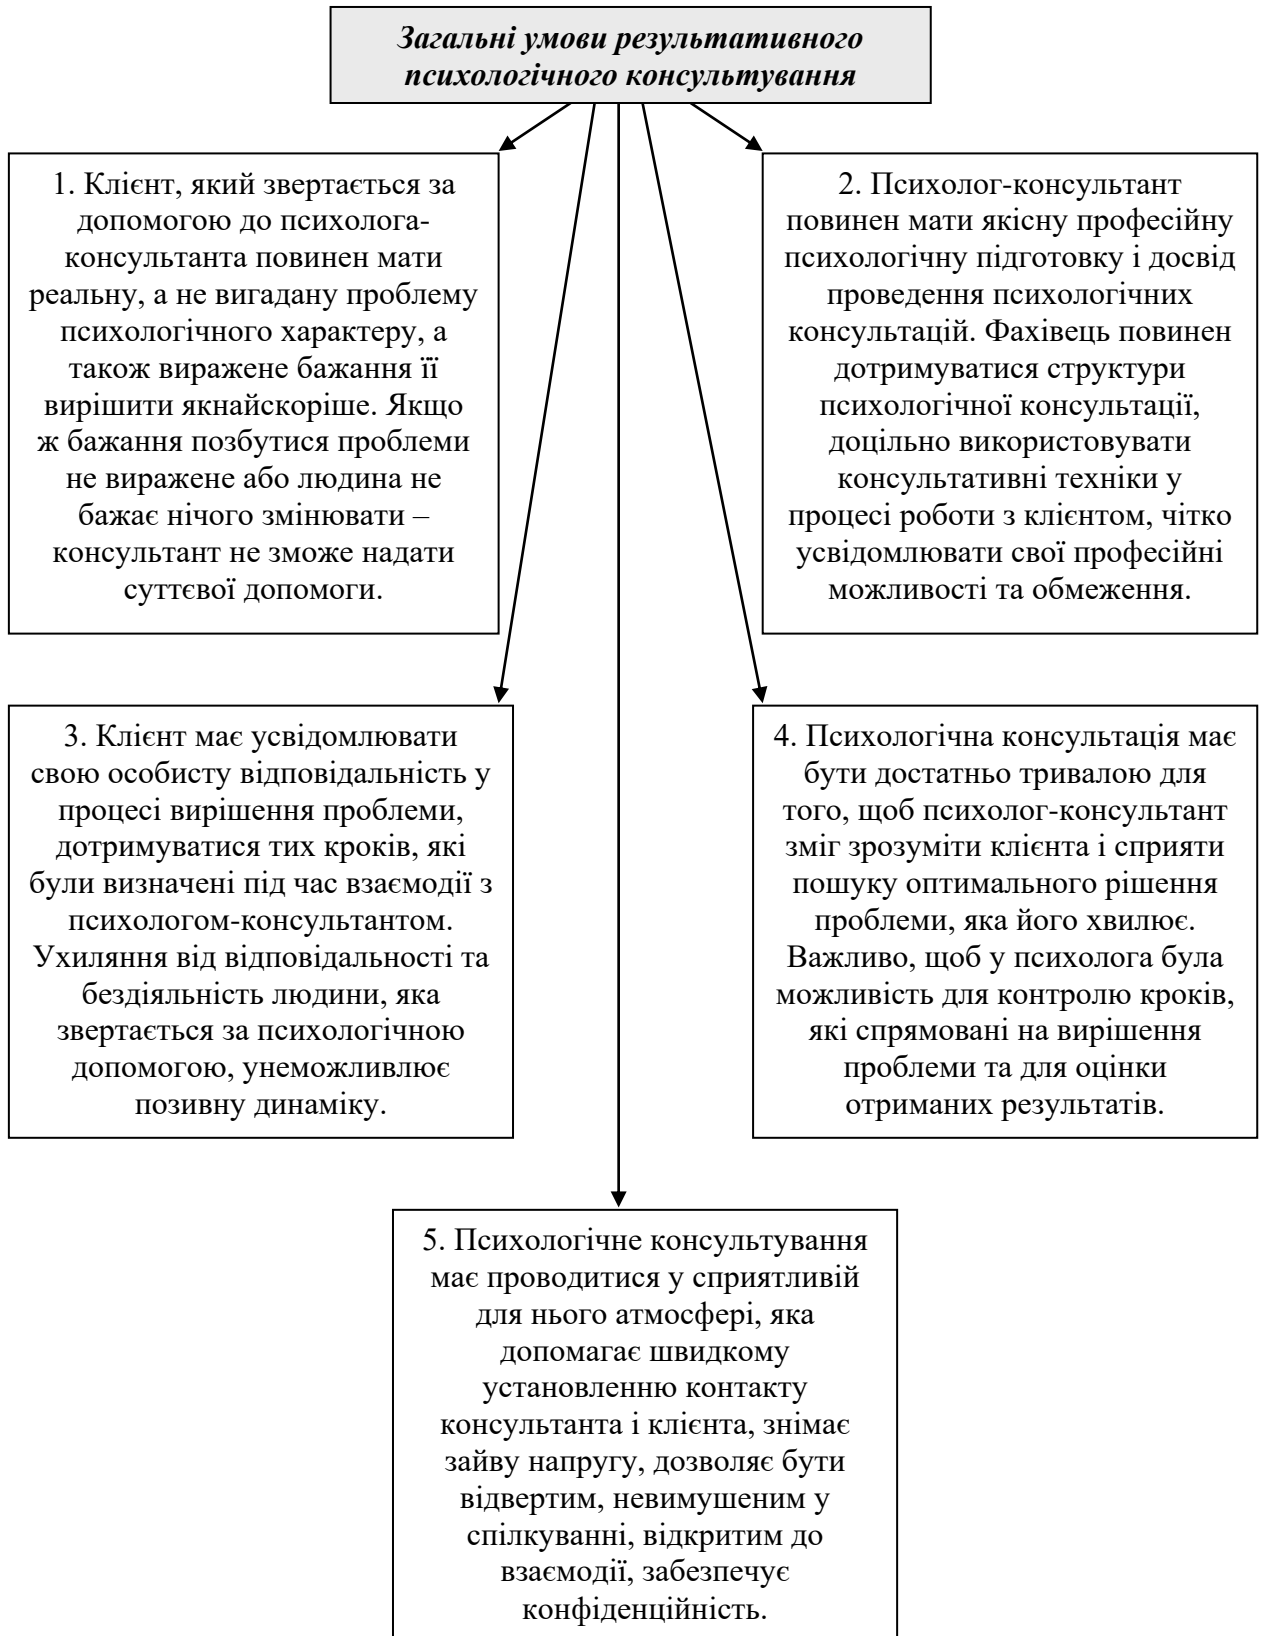 Загальні умови результативного
психологічного консультування
1. Клієнт, який звертається за
допомогою до психолога-
консультанта повинен мати
реальну, а не вигадану проблему
психологічного характеру, а
також виражене бажання її
вирішити якнайскоріше. Якщо
ж бажання позбутися проблеми
не виражене або людина не
бажає нічого змінювати –
консультант не зможе надати
суттєвої допомоги.
2. Психолог-консультант
повинен мати якісну професійну
психологічну підготовку і досвід
проведення психологічних
консультацій. Фахівець повинен
дотримуватися структури
психологічної консультації,
доцільно використовувати
консультативні техніки у
процесі роботи з клієнтом, чітко
усвідомлювати свої професійні
можливості та обмеження.
3. Клієнт має усвідомлювати
свою особисту відповідальність у
процесі вирішення проблеми,
дотримуватися тих кроків, які
були визначені під час взаємодії з
психологом-консультантом.
Ухиляння від відповідальності та
бездіяльність людини, яка
звертається за психологічною
допомогою, унеможливлює
позивну динаміку.
4. Психологічна консультація має
бути достатньо тривалою для
того, щоб психолог-консультант
зміг зрозуміти клієнта і сприяти
пошуку оптимального рішення
проблеми, яка його хвилює.
Важливо, щоб у психолога була
можливість для контролю кроків,
які спрямовані на вирішення
проблеми та для оцінки
отриманих результатів.
5. Психологічне консультування
має проводитися у сприятливій
для нього атмосфері, яка
допомагає швидкому
установленню контакту
консультанта і клієнта, знімає
зайву напругу, дозволяє бути
відвертим, невимушеним у
спілкуванні, відкритим до
взаємодії, забезпечує
конфіденційність.